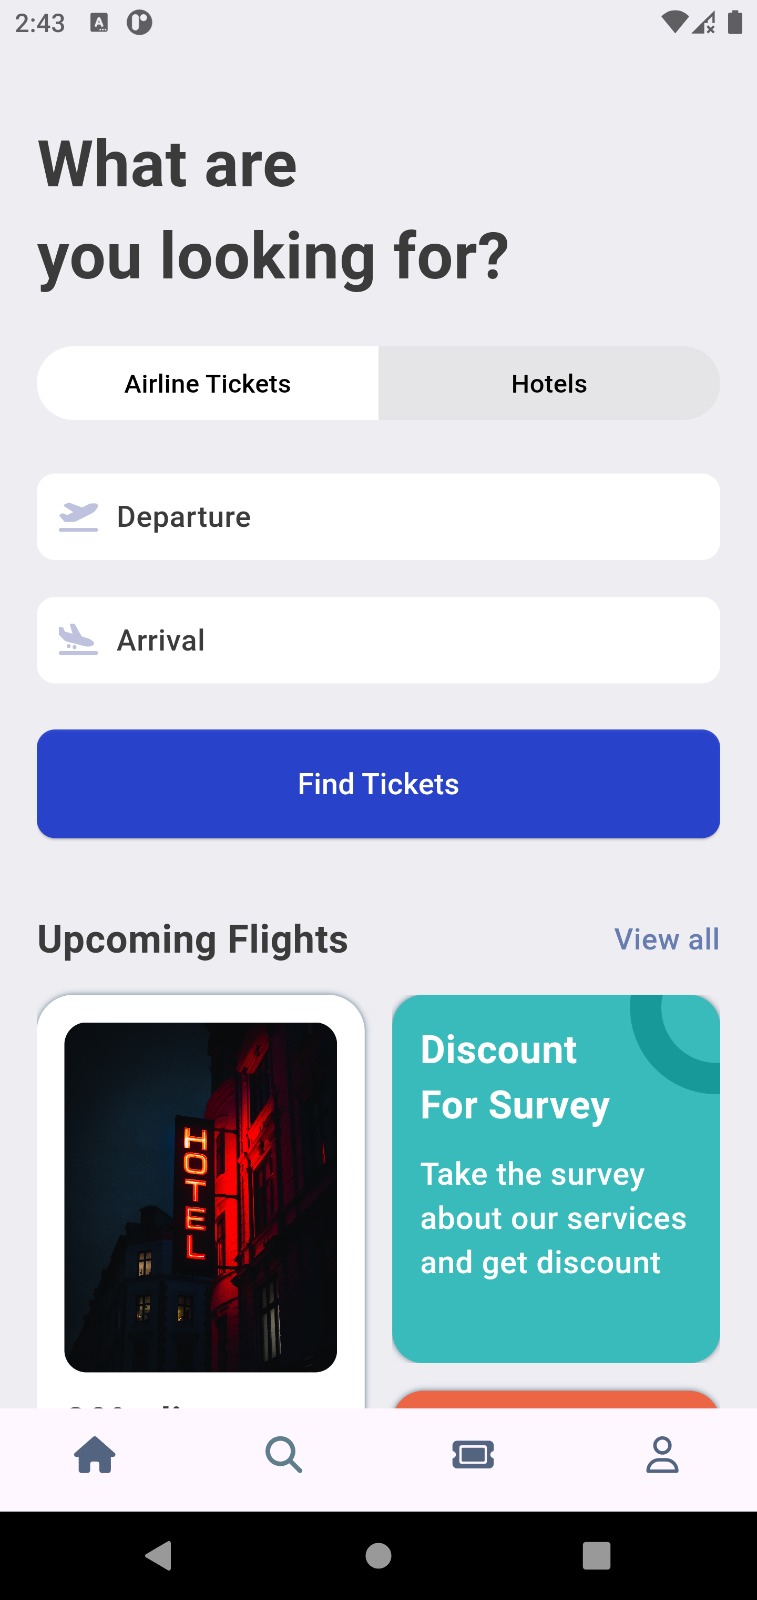 2:43
What are
you looking for?
Airline Tickets
Hotels
Departure
Arrival
Find Tickets
Upcoming Flights
View all
HOTEL
Discount
For Survey
Take the survey
about our services
and get discount